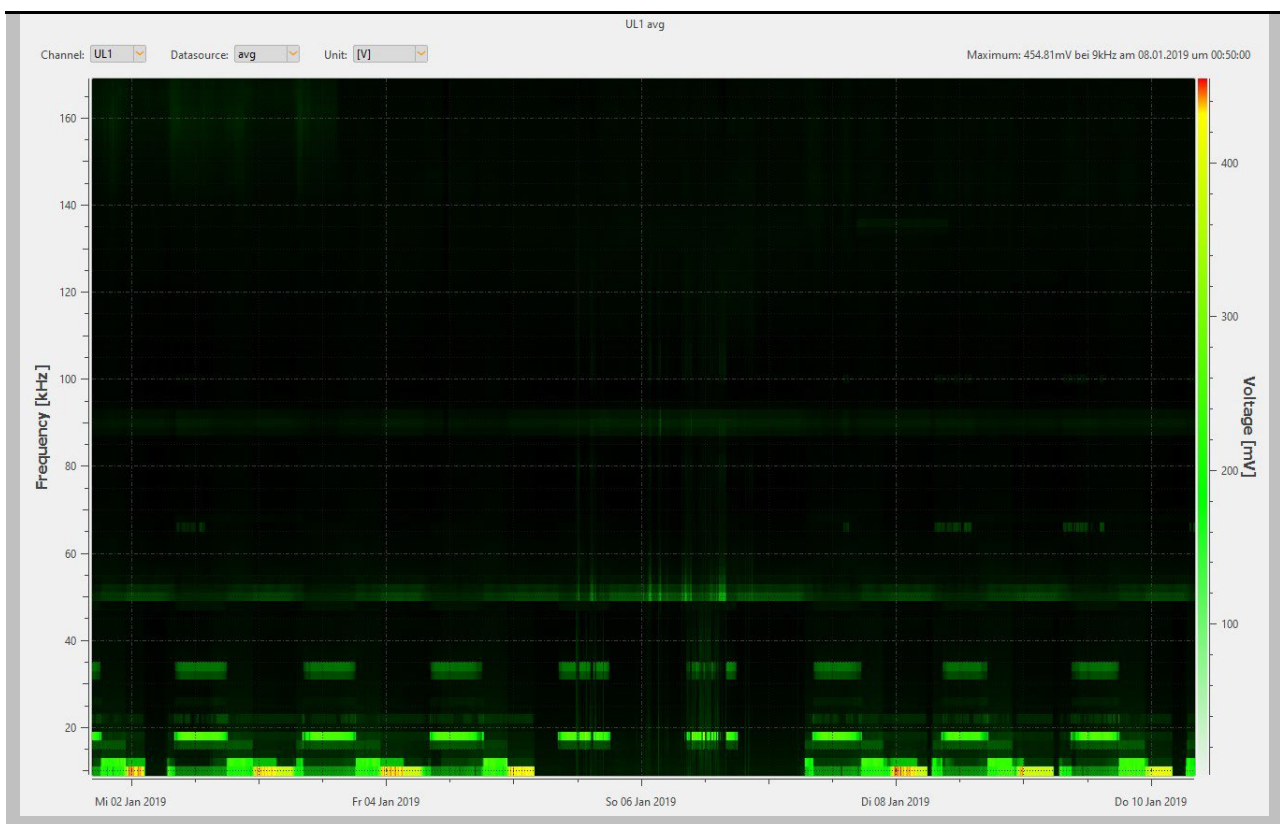 UL1 avg
Channel: UL1 Datasource: avg Unit: [V] Maximum: 454.81mV bei 9kHz am 08.01.2019 um 00:50:00
160
140
120
100
80
60
40
20
Frequency [kHz]
400
300
200
100
Voltage [mV]
Mi 02 Jan 2019 Fr 04 Jan 2019 So 06 Jan 2019 Di 08 Jan 2019 Do 10 Jan 2019